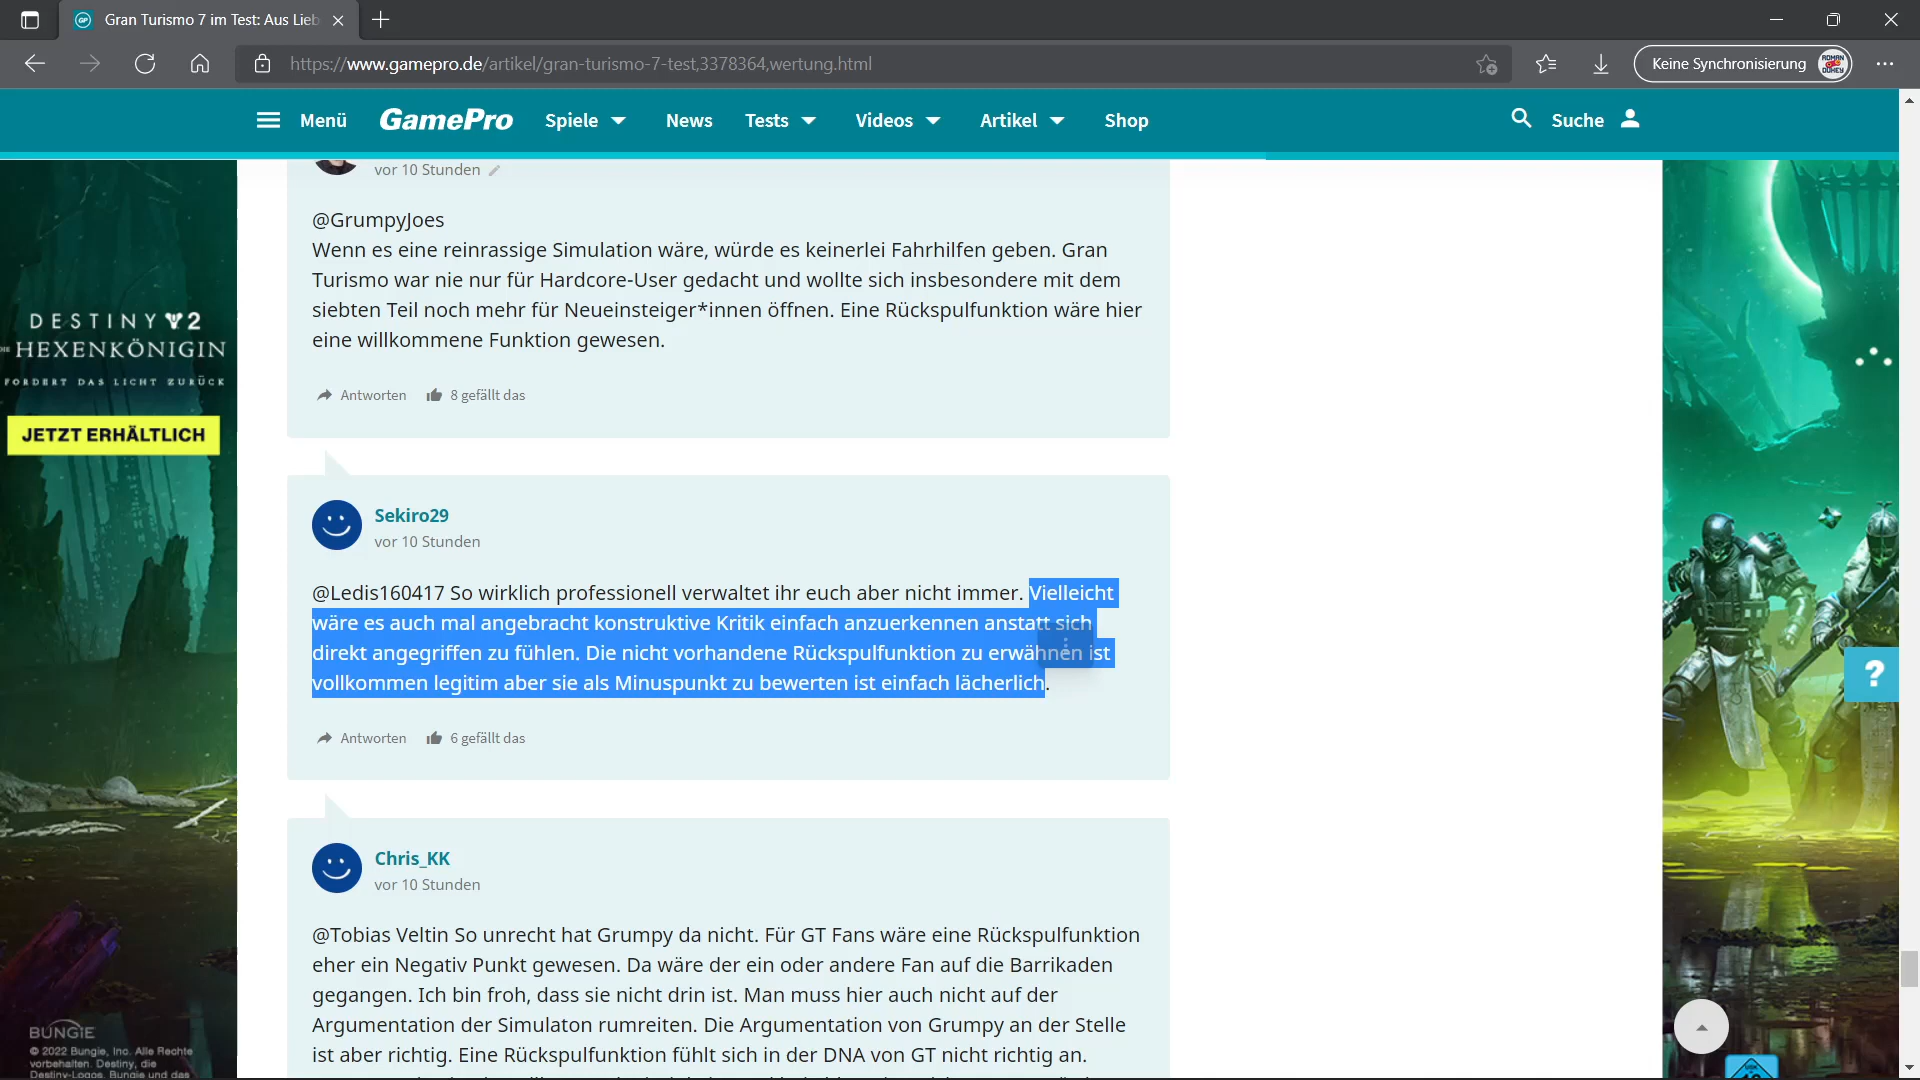 Gran Turismo 7 im Test: Aus Lieb
https://www.gamepro.de/artikel/gran-turismo-7-test,3378364,wertung.html
Keine Synchronisierung
ROMAN
DUKEY
Menü
GamePro
Spiele
News
Tests
Videos
Artikel
Shop
Suche
vor 10 Stunden
@GrumpyJoes
Wenn es eine reinrassige Simulation wäre, würde es keinerlei Fahrhilfen geben. Gran
Turismo war nie nur für Hardcore-User gedacht und wollte sich insbesondere mit dem
siebten Teil noch mehr für Neueinsteiger*innen öffnen. Eine Rückspulfunktion wäre hier
eine willkommene Funktion gewesen.
Antworten 8 gefällt das
DESTINY 2
DIE HEXENKÖNIGIN
FORDERT DAS LICHT ZURÜCK
JETZT ERHÄLTLICH
Sekiro29
vor 10 Stunden
@Ledis160417 So wirklich professionell verwaltet ihr euch aber nicht immer. Vielleicht
wäre es auch mal angebracht konstruktive Kritik einfach anzuerkennen anstatt sich
direkt angegriffen zu fühlen. Die nicht vorhandene Rückspulfunktion zu erwähnen ist
vollkommen legitim aber sie als Minuspunkt zu bewerten ist einfach lächerlich.
Antworten 6 gefällt das
?
Chris_KK
vor 10 Stunden
@Tobias Veltin So unrecht hat Grumpy da nicht. Für GT Fans wäre eine Rückspulfunktion
eher ein Negativ Punkt gewesen. Da wäre der ein oder andere Fan auf die Barrikaden
gegangen. Ich bin froh, dass sie nicht drin ist. Man muss hier auch nicht auf der
Argumentation der Simulaton rumreiten. Die Argumentation von Grumpy an der Stelle
ist aber richtig. Eine Rückspulfunktion fühlt sich in der DNA von GT nicht richtig an.
BUNGIE
© 2022 Bungie, Inc. Alle Rechte
vorbehalten. Destiny, die
Destiny-Logos, Bungie und das